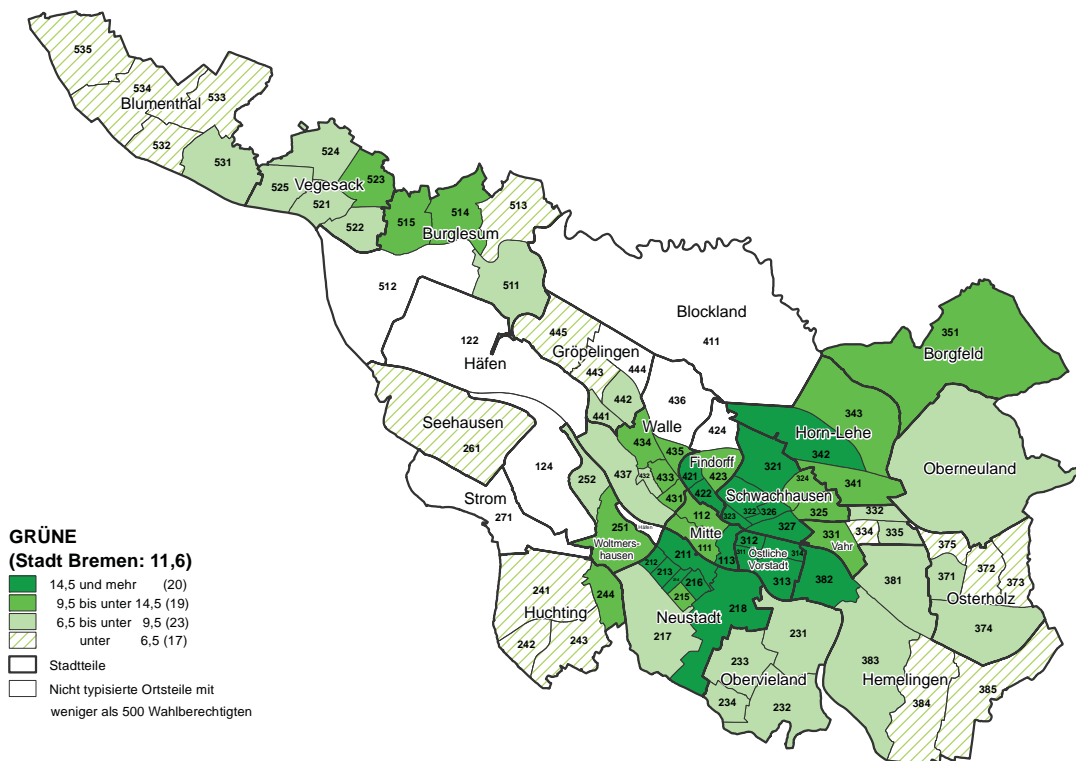 535
534
533
Blumenthal
532
531
524
Vegesack
523
525
521
522
515
514
513
Burglesum
512
511
122
Häfen
445
Gröpelingen
443
444
442
441
Blockland
411
436
424
351
Borgfeld
343
Horn-Lehe
342
341
Oberneuland
Seehausen
261
124
Strom
271
252
437
Walle
434
435
432
433
431
Findorff
421
423
422
321
324
Schwachhausen
322
326
325
323
327
332
334
335
331
Vahr
112
Mitte
111
113
312
311
Östliche
Vorstadt
314
313
382
381
375
372
373
371
Osterholz
374
251
Woltmers-
hausen
Häfen
211
212
213
216
215
Neustadt
218
217
241
Huchting
244
242
243
231
233
Obervieland
234
232
383
Hemelingen
384
385
GRÜNE
(Stadt Bremen: 11,6)
14,5 und mehr (20)
9,5 bis unter 14,5 (19)
6,5 bis unter 9,5 (23)
unter 6,5 (17)
Stadtteile
Nicht typisierte Ortsteile mit
weniger als 500 Wahlberechtigten